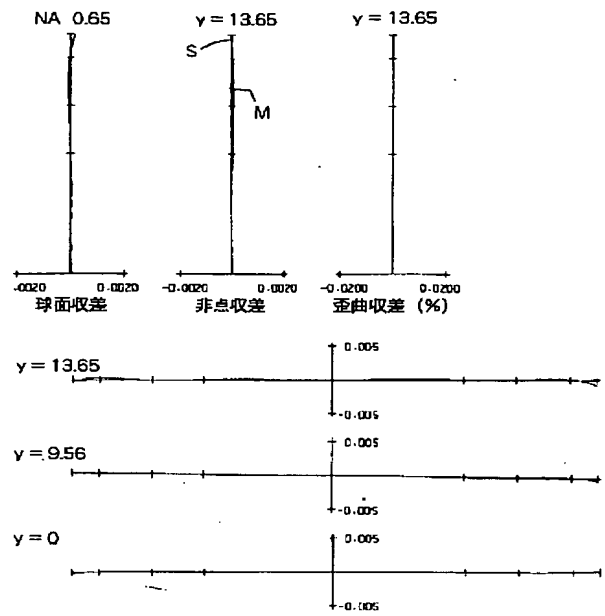 NA 0.65
y = 13.65
y = 13.65
S
M
.0020 0.0020
-0.0020 0.0020
-0.0200 0.0200
球面収差
非点収差
歪曲収差 (%)
y = 13.65
0.005
-0.005
y = 9.56
0.005
-0.005
y = 0
0.005
-0.005